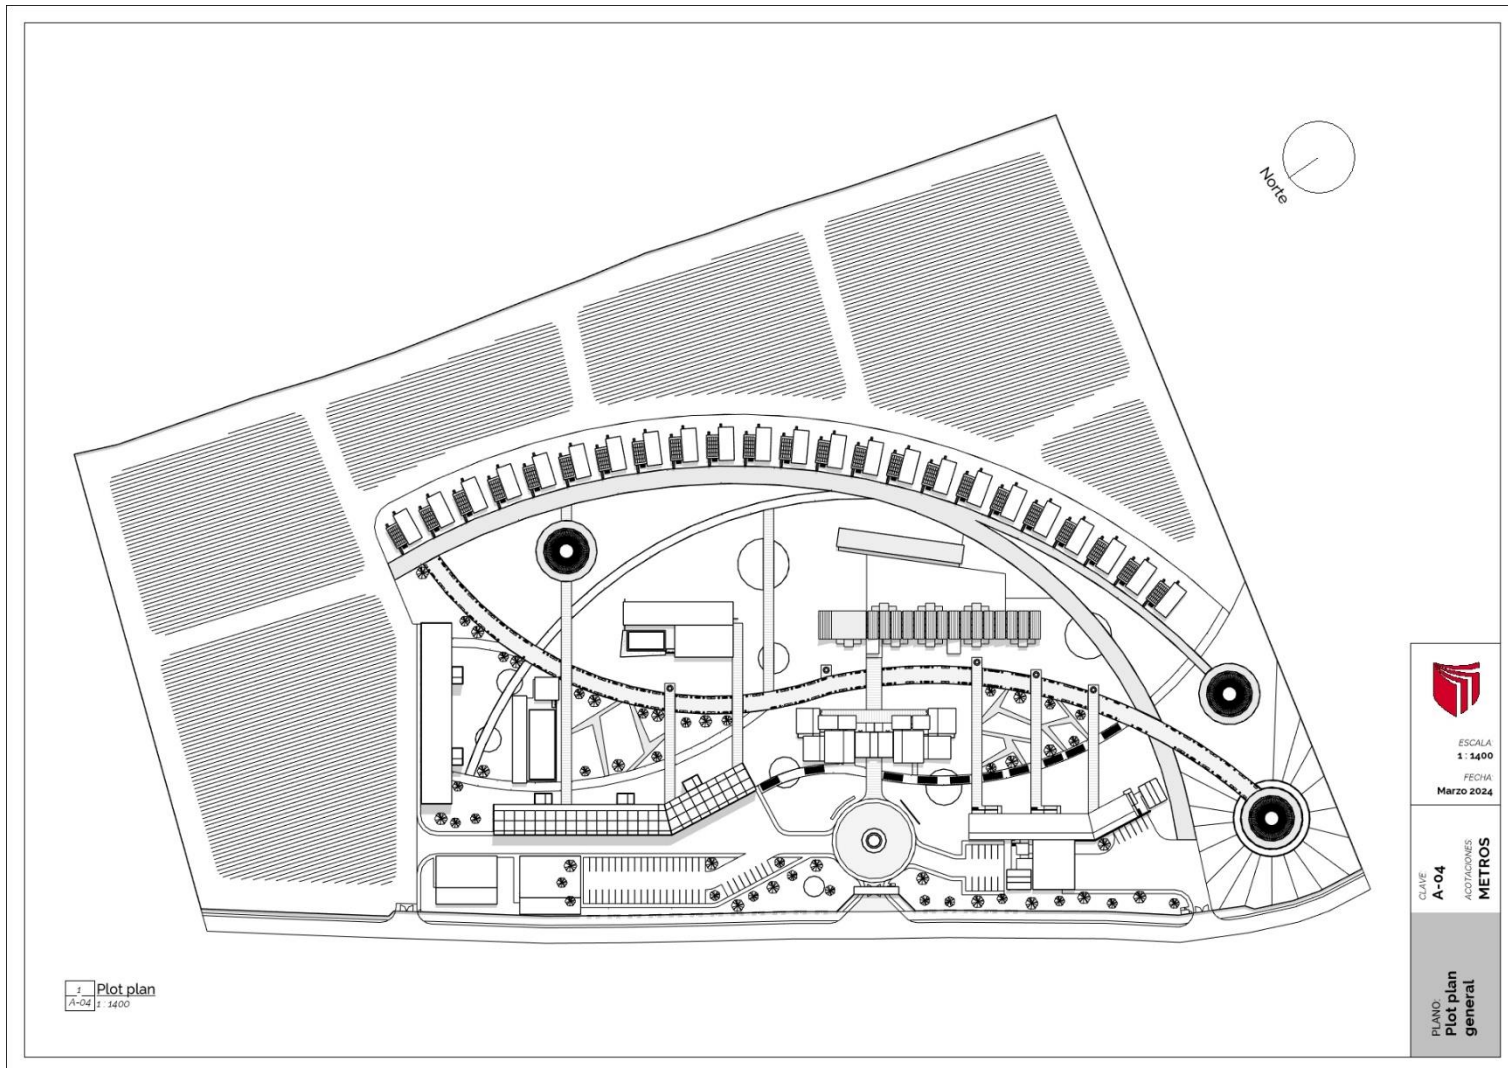 Norte
ESCALA:
1 : 1400
FECHA:
Marzo 2024
CLAVE:
A-04
ACOTACIONES:
METROS
PLANO:
Plot plan
general
1
Plot plan
A-04
1 : 1400